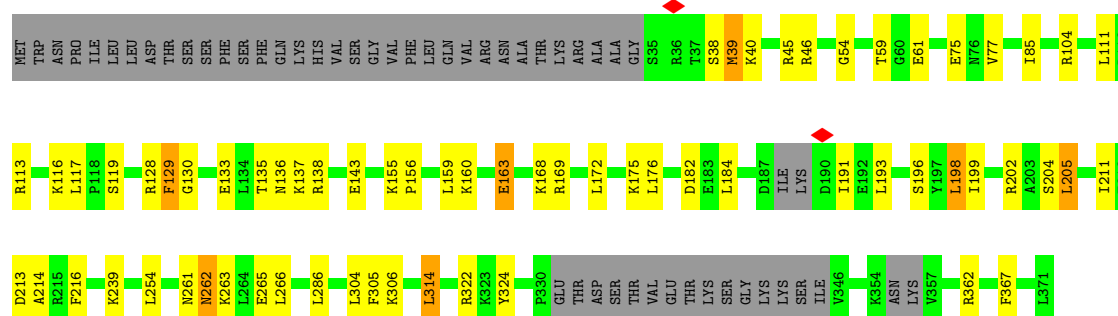 MET TRP ASN PRO ILE LEU LEU ASP THR SER SER PHE SER PHE GLN LYS HIS VAL SER GLY VAL PHE LEU GLN VAL ARG ASN ALA THR LYS ARG ALA ALA GLY S35 R36 T37 S38 M39 K40 R45 R46 G54 T59 G60 E61 E75 N76 V77 I85 R104 L111
R113 K116 L117 P118 S119 R128 F129 G130 E133 L134 T135 N136 K137 R138 E143 K155 P156 L159 K160 E163 K168 R169 L172 K175 L176 D182 E183 L184 D187 ILE LYS D190 I191 E192 L193 S196 Y197 L198 I199 R202 A203 S204 L205 I211
D213 A214 R215 F216 K239 L254 N261 N262 K263 L264 E265 L266 L286 L304 F305 K306 L314 R322 K323 Y324 P330 GLU THR ASP SER THR VAL GLU THR LYS SER GLY LYS LYS SER ILE V346 K354 ASN LYS V357 R362 F367 L371